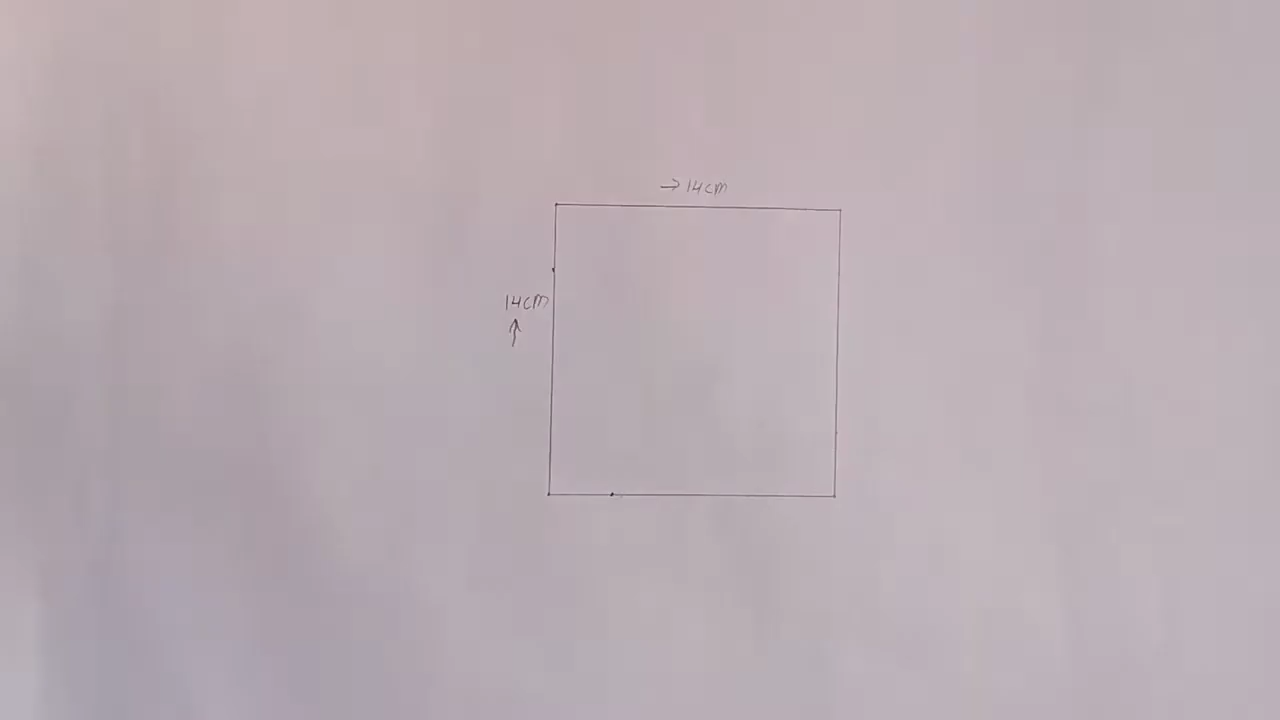 → 14cm
14cm
↑